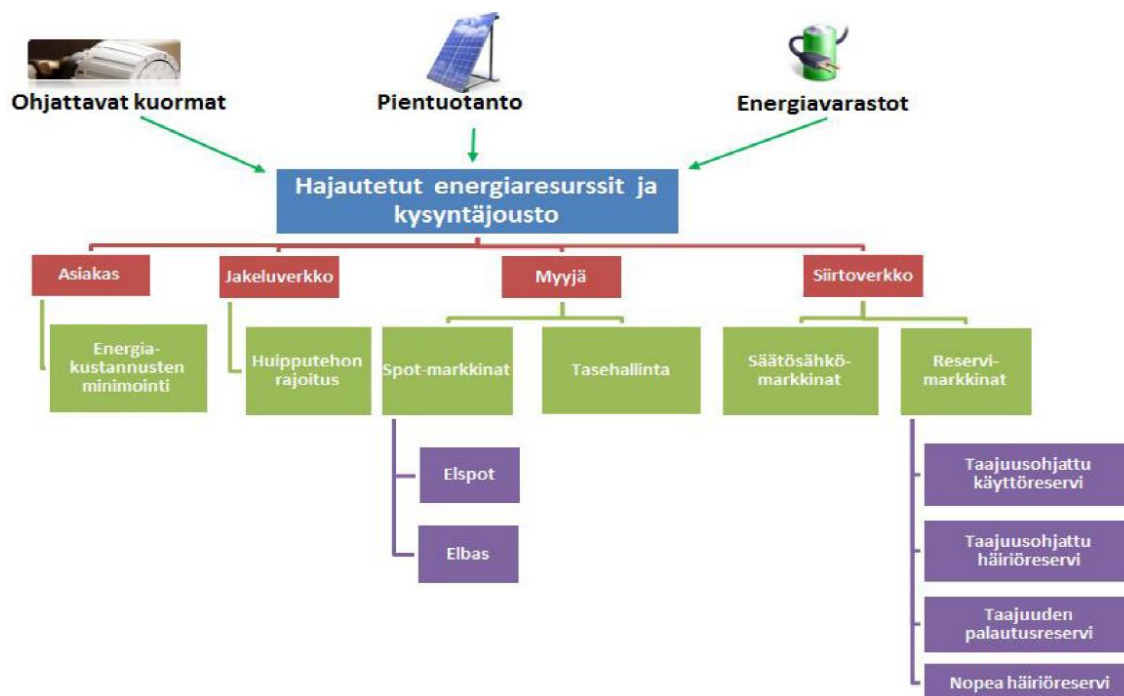 Ohjattavat kuormat
Pientuotanto
Energiavarastot
Hajautetut energiaresurssit ja
kysyntäjousto
Asiakas
Jakeluverkko
Myyjä
Siirtoverkko
Energia-
kustannusten
minimointi
Huipputehon
rajoitus
Spot-markkinat
Tasehallinta
Säätösähkö-
markkinat
Reservi-
markkinat
Elspot
Elbas
Taajuusohjattu
käyttöreservi
Taajuusohjattu
häiriöreservi
Taajuuden
palautusreservi
Nopea häiriöreservi